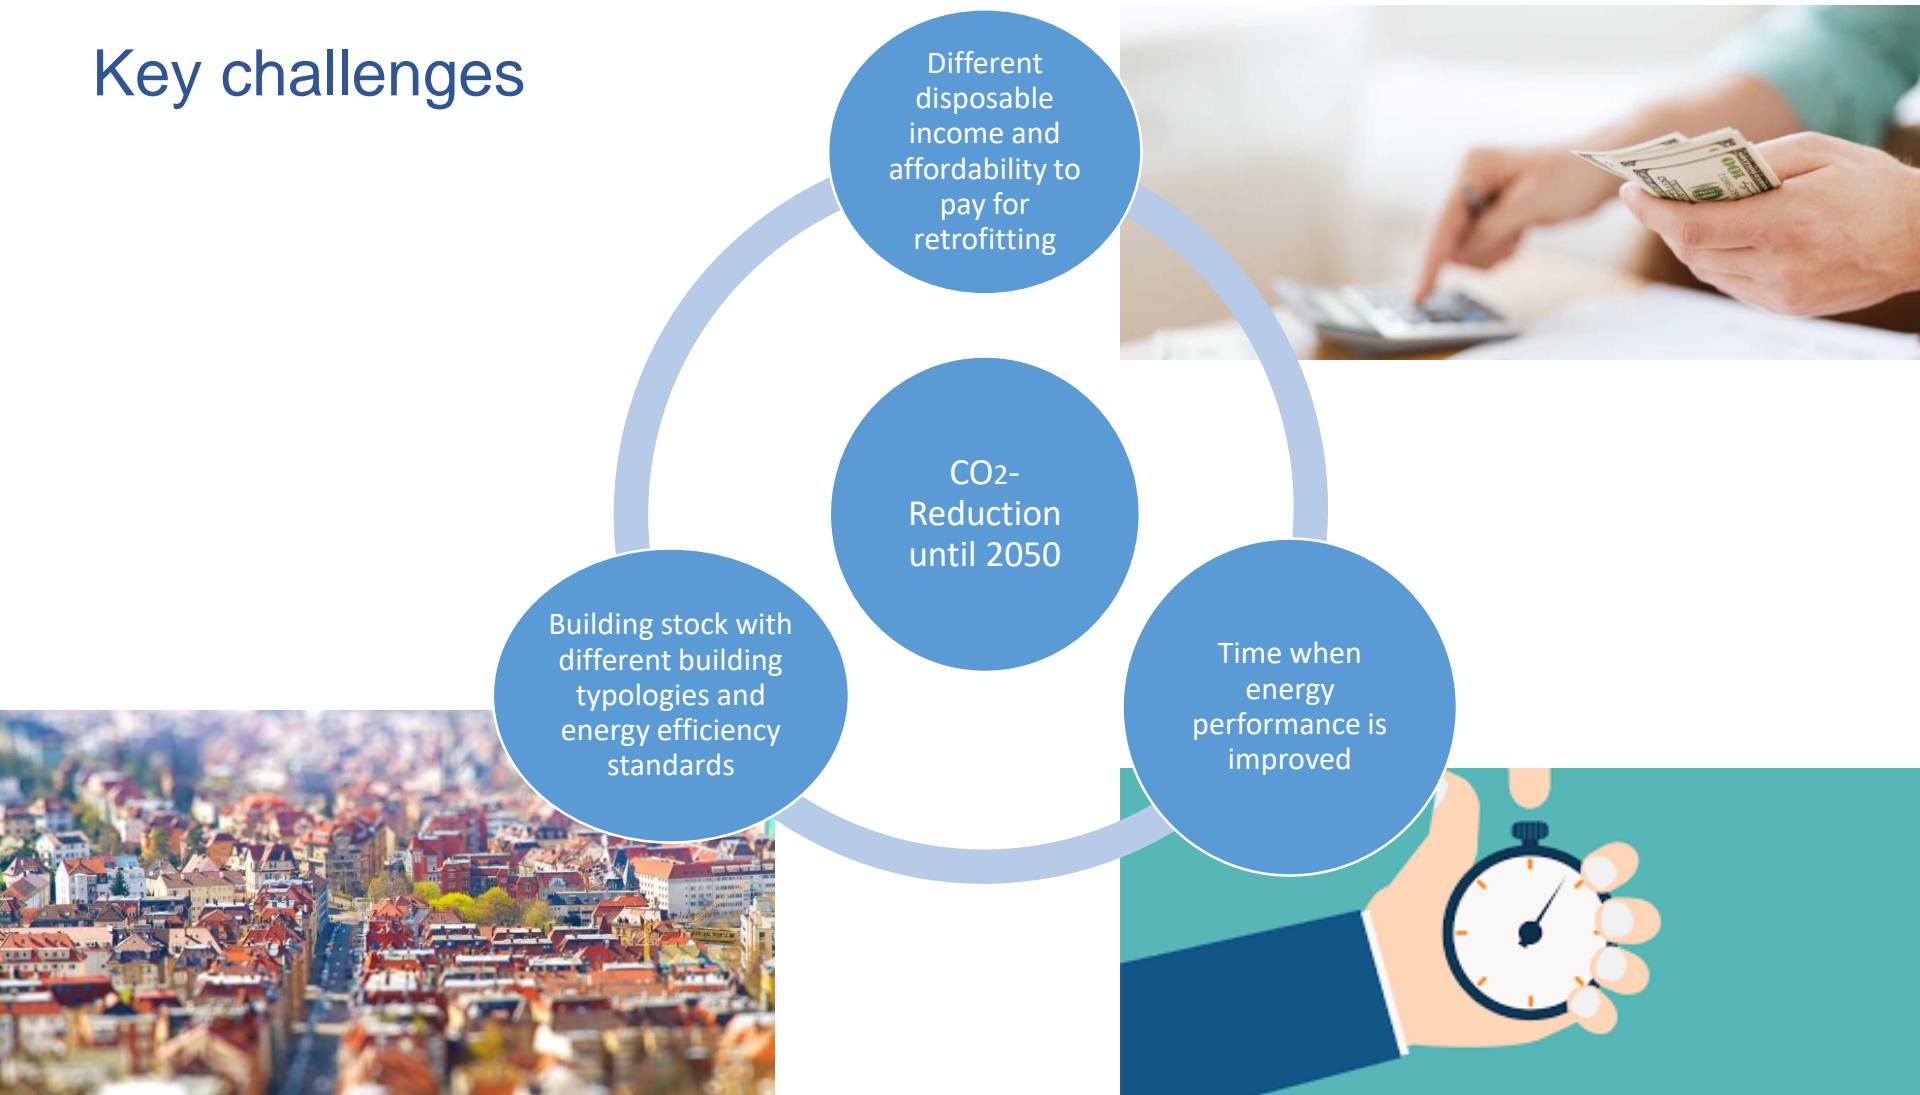 Key challenges
Different
disposable
income and
affordability to
pay for
retrofitting
CO2-
Reduction
until 2050
Building stock with
different building
typologies and
energy efficiency
standards
Time when
energy
performance is
improved
100